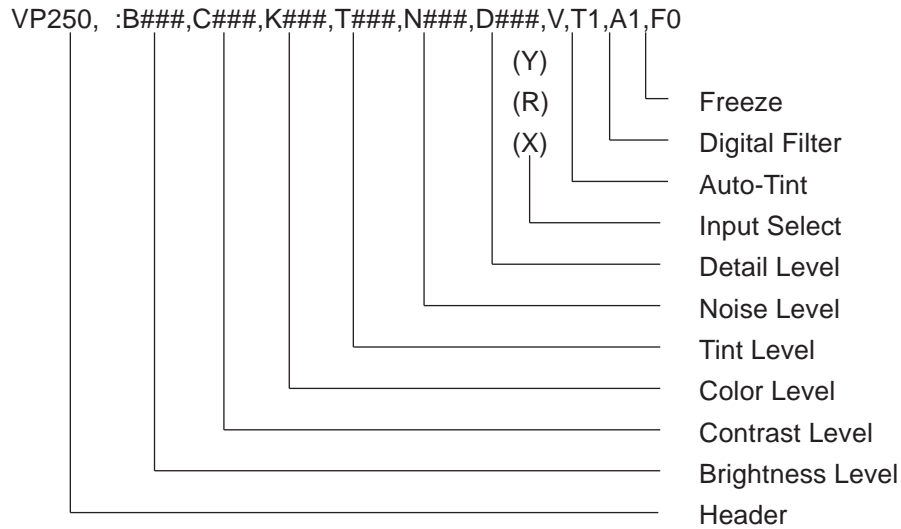 VP250, :B###,C###,K###,T###,N###,D###,V,T1,A1,F0
(Y)
(R)
(X)
Freeze
Digital Filter
Auto-Tint
Input Select
Detail Level
Noise Level
Tint Level
Color Level
Contrast Level
Brightness Level
Header